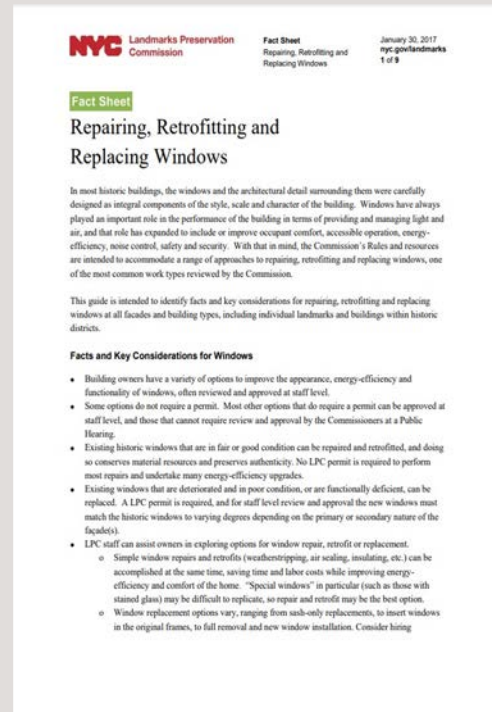 NYC Landmarks Preservation
Commission
Fact Sheet
Repairing, Retrofitting and
Replacing Windows
January 30, 2017
nyc.gov/landmarks
1 of 9
Fact Sheet
Repairing, Retrofitting and
Replacing Windows
In most historic buildings, the windows and the architectural detail surrounding them were carefully
designed as integral components of the style, scale and character of the building. Windows have always
played an important role in the performance of the building in terms of providing and managing light and
air, and that role has expanded to include or improve occupant comfort, accessible operation, energy-
efficiency, noise control, safety and security. With that in mind, the Commission's Rules and resources
are intended to accommodate a range of approaches to repairing, retrofitting and replacing windows, one
of the most common work types reviewed by the Commission.
This guide is intended to identify facts and key considerations for repairing, retrofitting and replacing
windows at all facades and building types, including individual landmarks and buildings within historic
districts.
Facts and Key Considerations for Windows
• Building owners have a variety of options to improve the appearance, energy-efficiency and
functionality of windows, often reviewed and approved at staff level.
• Some options do not require a permit. Most other options that do require a permit can be approved at
staff level, and those that cannot require review and approval by the Commissioners at a Public
Hearing.
• Existing historic windows that are in fair or good condition can be repaired and retrofitted, and doing
so conserves material resources and preserves authenticity. No LPC permit is required to perform
most repairs and undertake many energy-efficiency upgrades.
• Existing windows that are deteriorated and in poor condition, or are functionally deficient, can be
replaced. A LPC permit is required, and for staff level review and approval the new windows must
match the historic windows to varying degrees depending on the primary or secondary nature of the
façade(s).
• LPC staff can assist owners in exploring options for window repair, retrofit or replacement.
o Simple window repairs and retrofits (weatherstripping, air sealing, insulating, etc.) can be
accomplished at the same time, saving time and labor costs while improving energy-
efficiency and comfort of the home. "Special windows" in particular (such as those with
stained glass) may be difficult to replicate, so repair and retrofit may be the best option.
o Window replacement options vary, ranging from sash-only replacements, to insert windows
in the original frames, to full removal and new window installation. Consider hiring